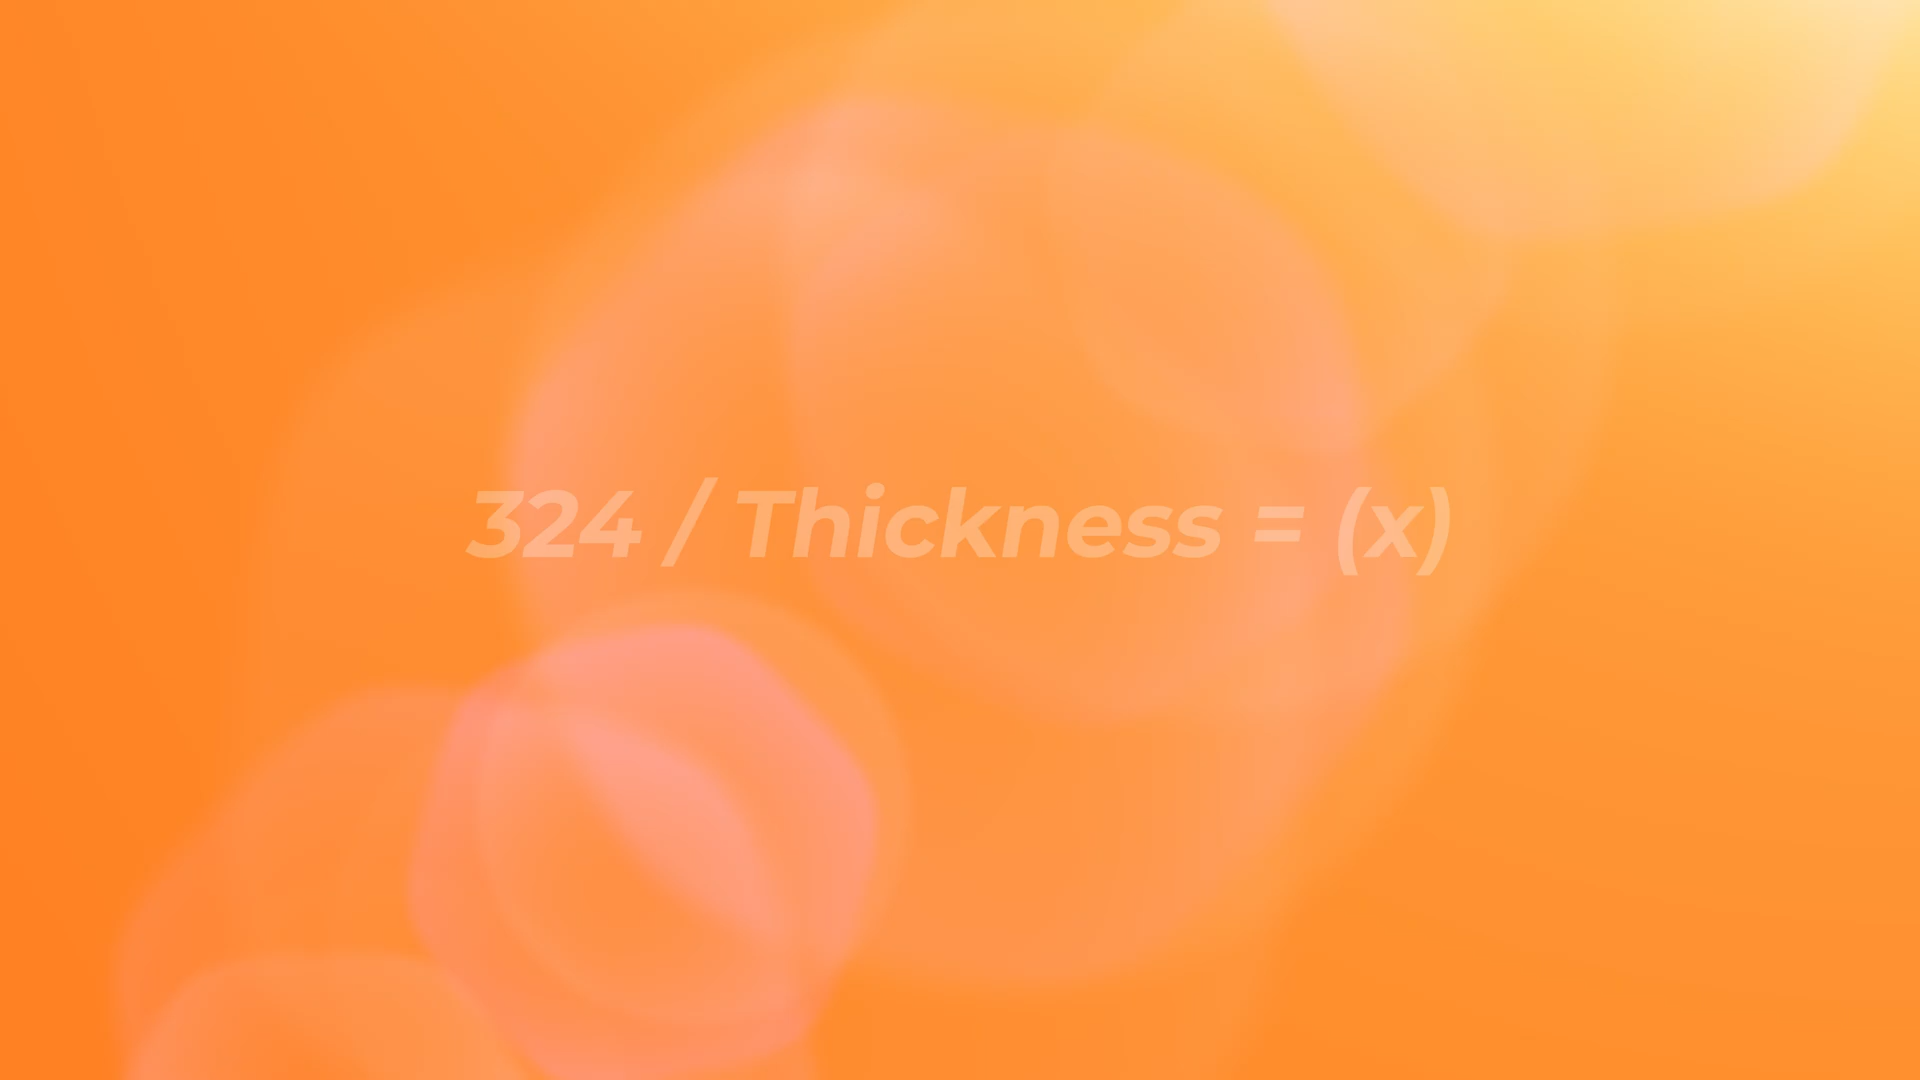 324 / Thickness = (x)